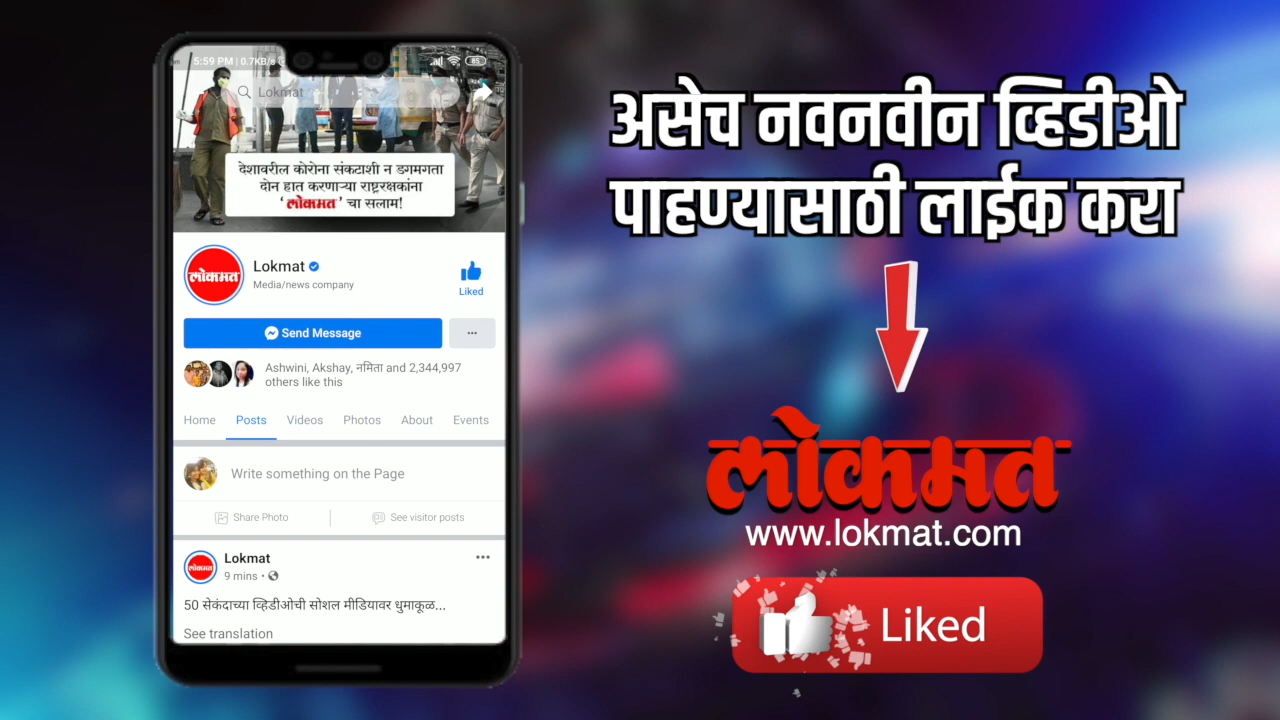 5:59 PM | 0.7KB/s
85
Lokmat
देशावरील कोरोना संकटाशी न डगमगता
दोन हात करणाऱ्या राष्ट्ररक्षकांना
‘लोकमत’ चा सलाम!
लोकमत
Lokmat
Media/news company
Liked
Send Message
Ashwini, Akshay, नमिता and 2,344,997
others like this
Home Posts Videos Photos About Events
Write something on the Page
Share Photo See visitor posts
लोकमत
Lokmat
9 mins
50 सेकंदाच्या व्हिडीओची सोशल मीडियावर धुमाकूळ...
See translation
असेच नवनवीन व्हिडीओ
पाहण्यासाठी लाईक करा
लोकमत
www.lokmat.com
Liked